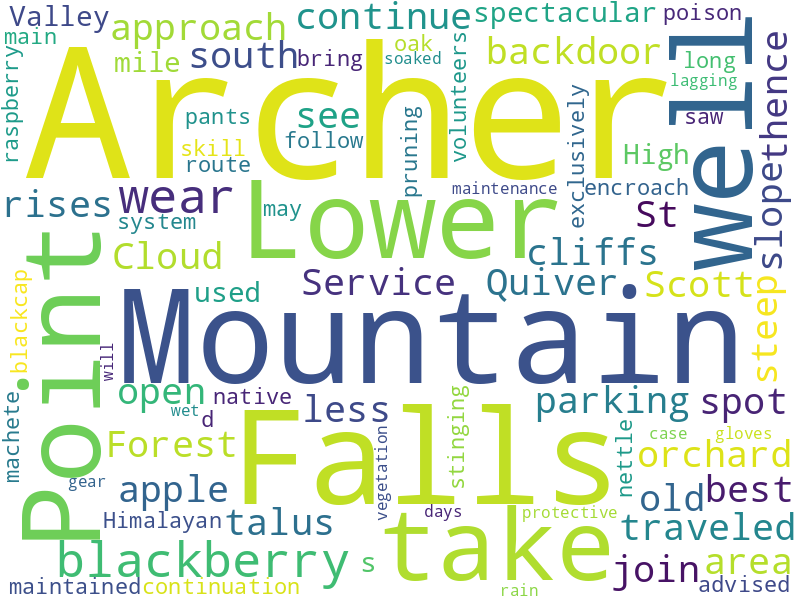 Valley
approach
continue
spectacular
poison
main
mile
south
bring
oak
soaked
backdoor
long
lagging
well
raspberry
Archer
pants
see
skill
follow
route
pruning
volunteers
exclusively
saw
High
thence
rises
wear
system
may
Lower
maintenance
encroach
St
slope
Cloud
cliffs
used
Service
Quiver
Scott
steep
blackcap
Point
will
Mountain
open
native
less
parking
spot
wet
d
machete
Forest
Falls
vegetation
stinging
nettle
case
gloves
orchard
gear
apple
old
best
Himalayan
talus
days
take
protective
traveled
blackberry
s
join
area
maintained
continuation
rain
advised